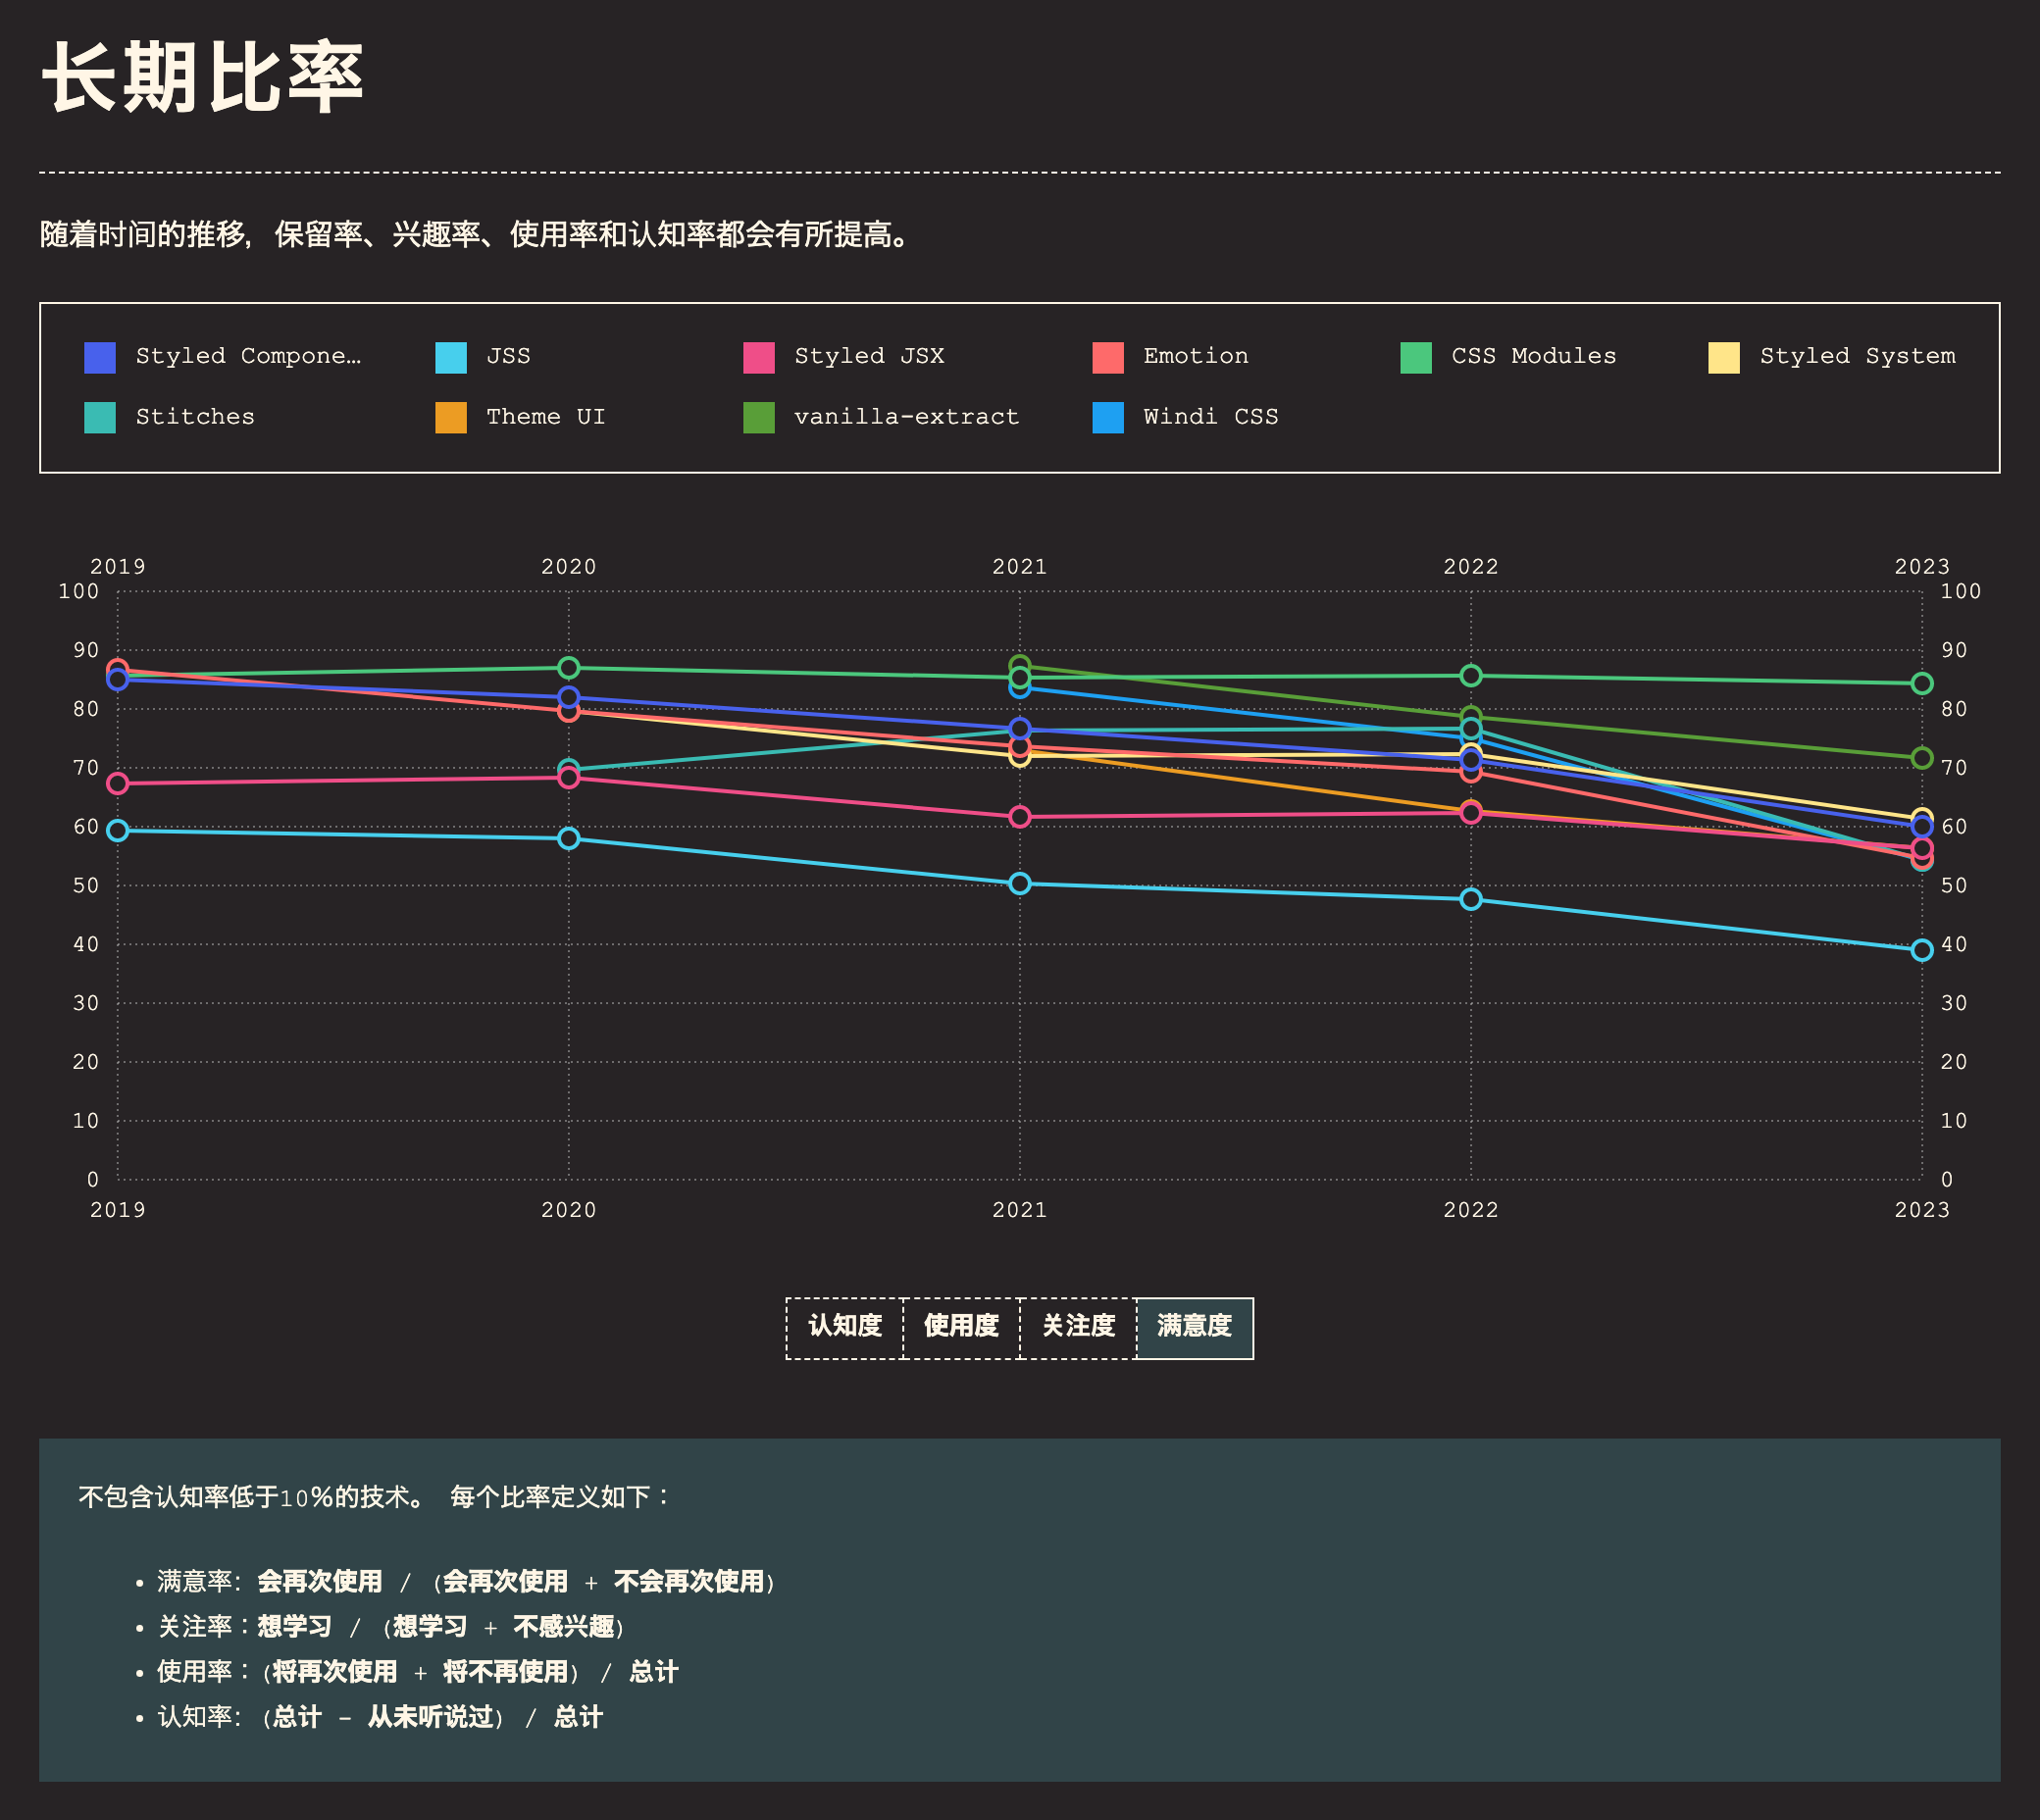 长期比率
随着时间的推移，保留率、兴趣率、使用率和认知率都会有所提高。
Styled Compone… JSS Styled JSX Emotion CSS Modules Styled System
Stitches Theme UI vanilla-extract Windi CSS
2019 2020 2021 2022 2023
100 100
90 90
80 80
70 70
60 60
50 50
40 40
30 30
20 20
10 10
0 0
2019 2020 2021 2022 2023
认知度 使用度 关注度 满意度
不包含认知率低于10%的技术。 每个比率定义如下：
• 满意率: 会再次使用 / (会再次使用 + 不会再次使用)
• 关注率：想学习 / (想学习 + 不感兴趣)
• 使用率：(将再次使用 + 将不再使用) / 总计
• 认知率: (总计 - 从未听说过) / 总计